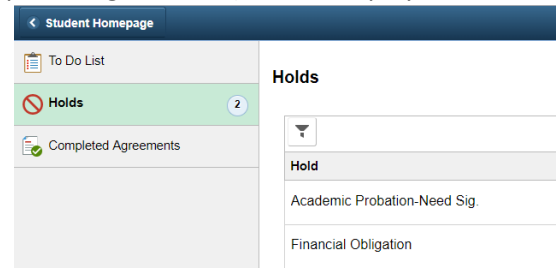 Student Homepage
To Do List
Holds
2
Completed Agreements
Holds
Hold
Academic Probation-Need Sig.
Financial Obligation